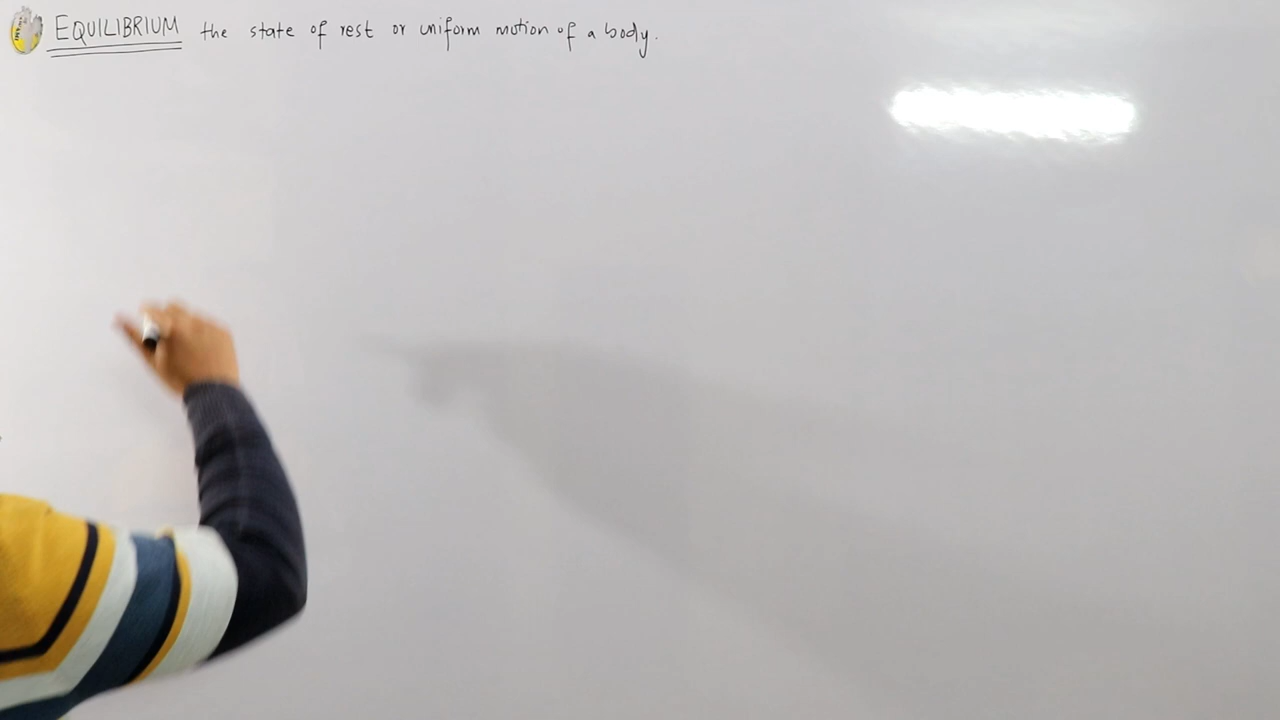 EQUILIBRIUM the state of rest or uniform motion of a body.